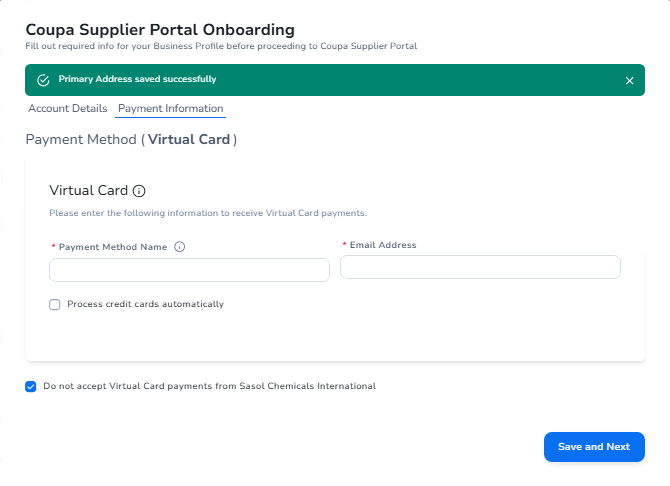 Coupa Supplier Portal Onboarding
Fill out required info for your Business Profile before proceeding to Coupa Supplier Portal
Primary Address saved successfully
Account Details Payment Information
Payment Method ( Virtual Card )
Virtual Card
Please enter the following information to receive Virtual Card payments.
* Payment Method Name * Email Address
Process credit cards automatically
Do not accept Virtual Card payments from Sasol Chemicals International
Save and Next